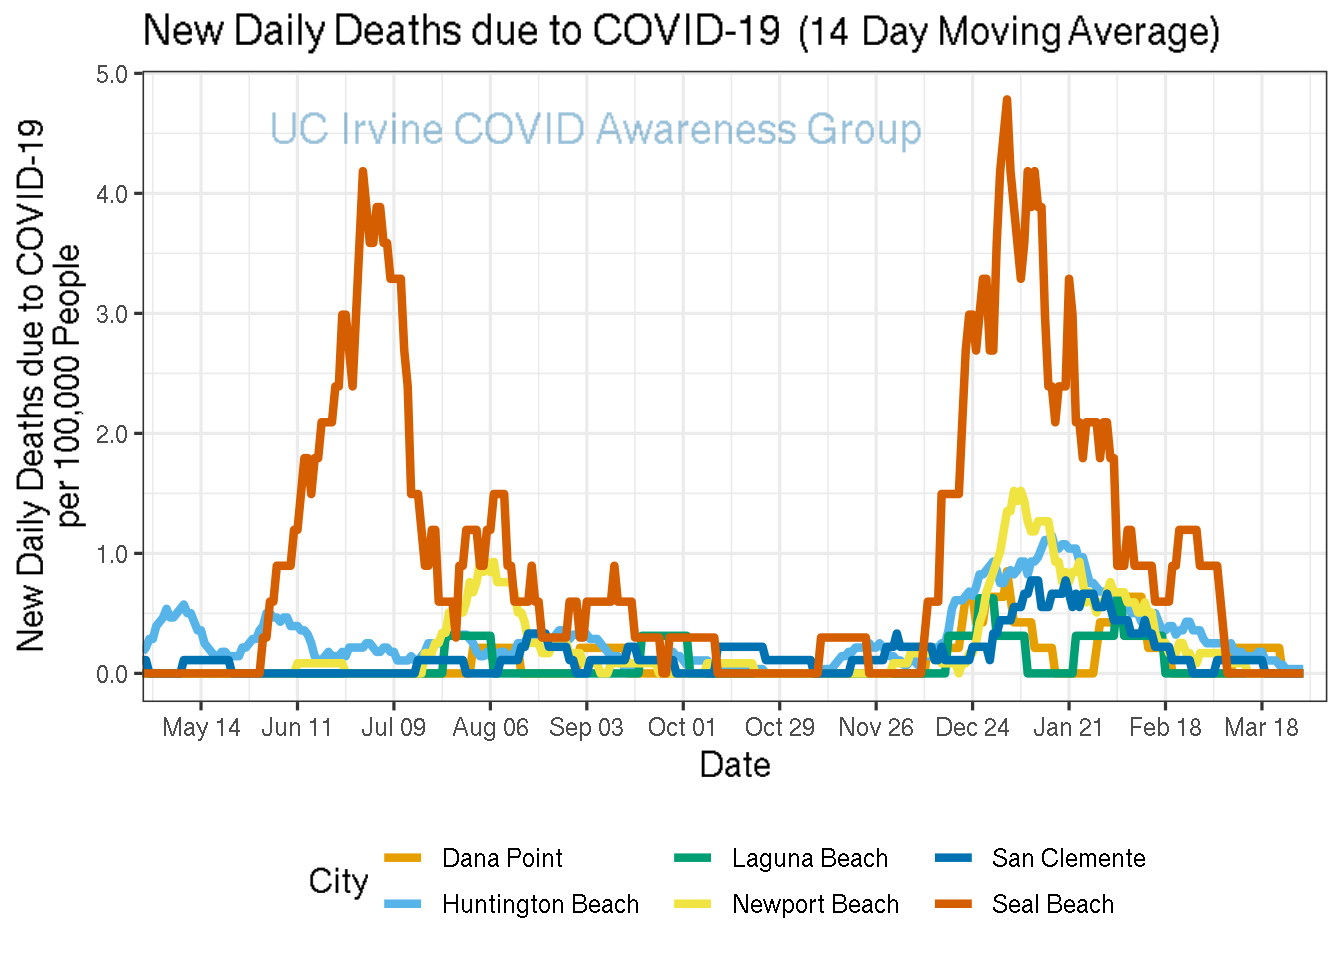 New Daily Deaths due to COVID-19 (14 Day Moving Average)
UC Irvine COVID Awareness Group
New Daily Deaths due to COVID-19
per 100,000 People
5.0
4.0
3.0
2.0
1.0
0.0
May 14 Jun 11 Jul 09 Aug 06 Sep 03 Oct 01 Oct 29 Nov 26 Dec 24 Jan 21 Feb 18 Mar 18
Date
City
Dana Point Laguna Beach San Clemente
Huntington Beach Newport Beach Seal Beach